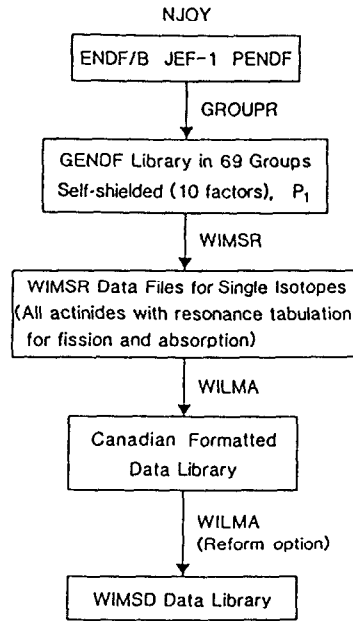 NJOY
ENDF/B JEF-1 PENDF
GROUPR
GENDF Library in 69 Groups
Self-shielded (10 factors), P1
WIMSR
WIMSR Data Files for Single Isotopes
(All actinides with resonance tabulation
for fission and absorption)
WILMA
Canadian Formatted
Data Library
WILMA
(Reform option)
WIMSD Data Library